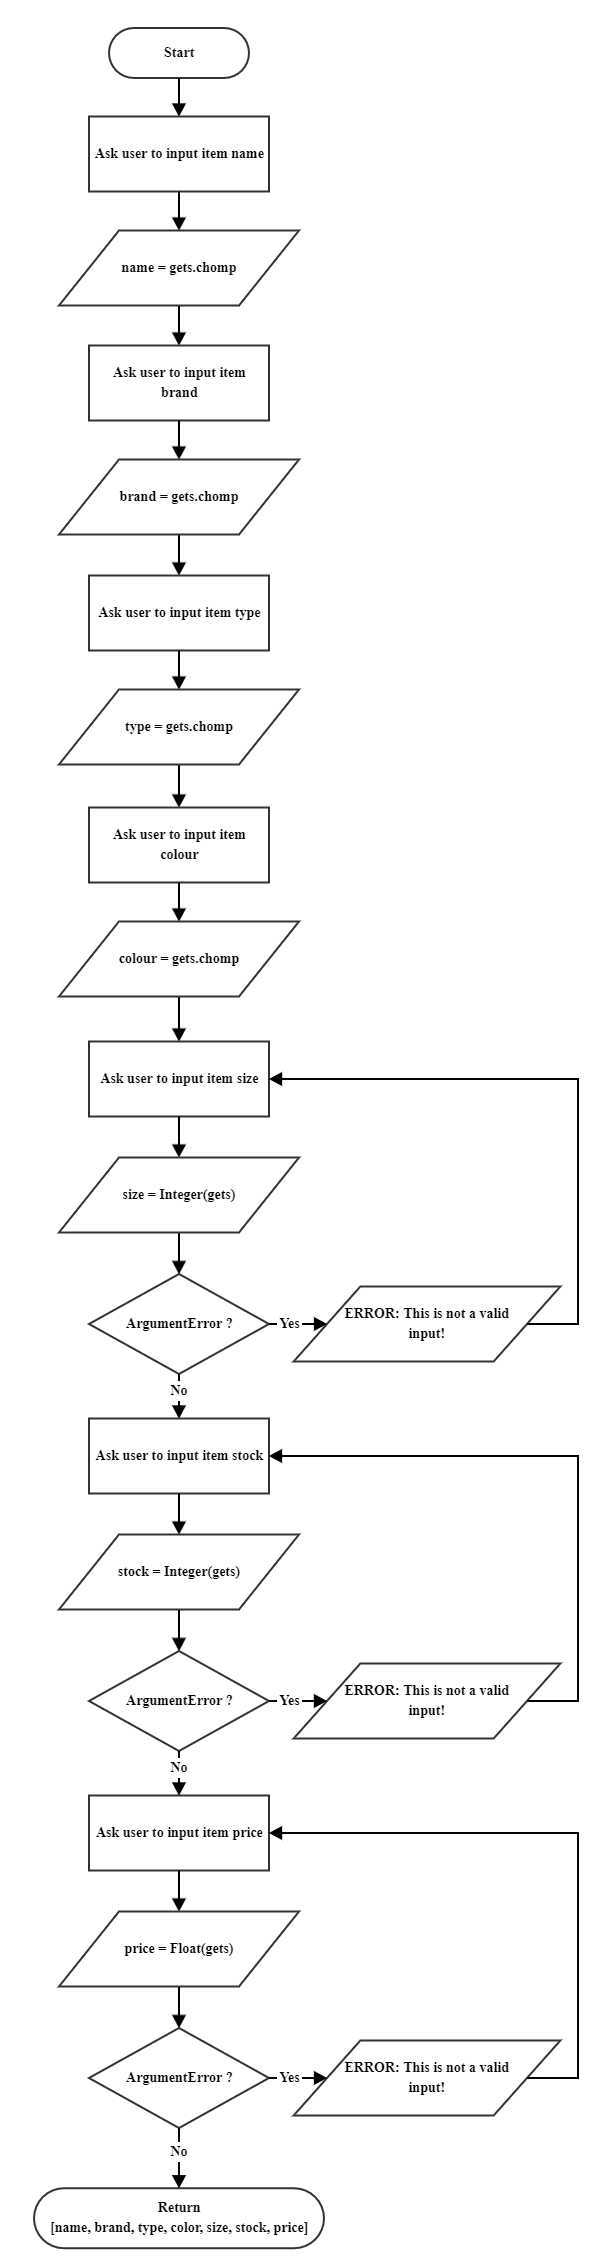 Start
Ask user to input item name
name = gets.chomp
Ask user to input item
brand
brand = gets.chomp
Ask user to input item type
type = gets.chomp
Ask user to input item
colour
colour = gets.chomp
Ask user to input item size
size = Integer(gets)
ArgumentError ?
Yes
ERROR: This is not a valid
input!
No
Ask user to input item stock
stock = Integer(gets)
ArgumentError ?
Yes
ERROR: This is not a valid
input!
No
Ask user to input item price
price = Float(gets)
ArgumentError ?
Yes
ERROR: This is not a valid
input!
No
Return
[name, brand, type, color, size, stock, price]